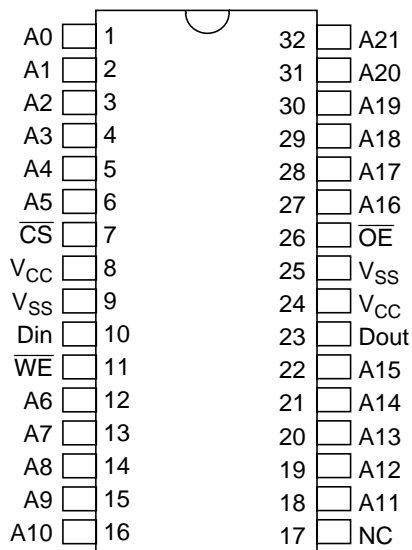 A0 1 32 A21
A1 2 31 A20
A2 3 30 A19
A3 4 29 A18
A4 5 28 A17
A5 6 27 A16
C̅S̅ 7 26 O̅E̅
VCC 8 25 VSS
VSS 9 24 VCC
Din 10 23 Dout
W̅E̅ 11 22 A15
A6 12 21 A14
A7 13 20 A13
A8 14 19 A12
A9 15 18 A11
A10 16 17 NC